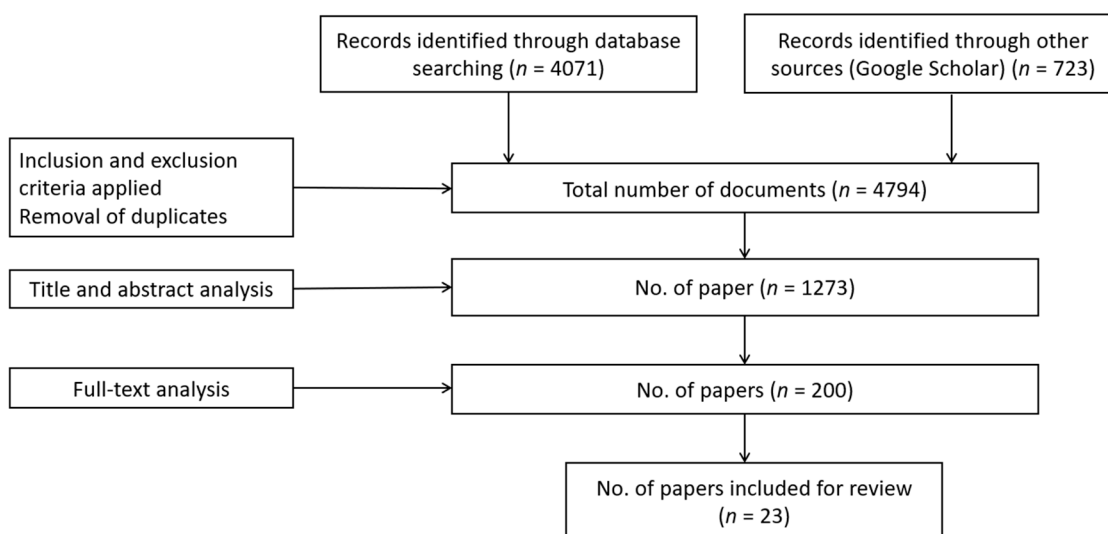 Records identified through database
searching (n = 4071)
Records identified through other
sources (Google Scholar) (n = 723)
Inclusion and exclusion
criteria applied
Removal of duplicates
Total number of documents (n = 4794)
Title and abstract analysis
No. of paper (n = 1273)
Full-text analysis
No. of papers (n = 200)
No. of papers included for review
(n = 23)